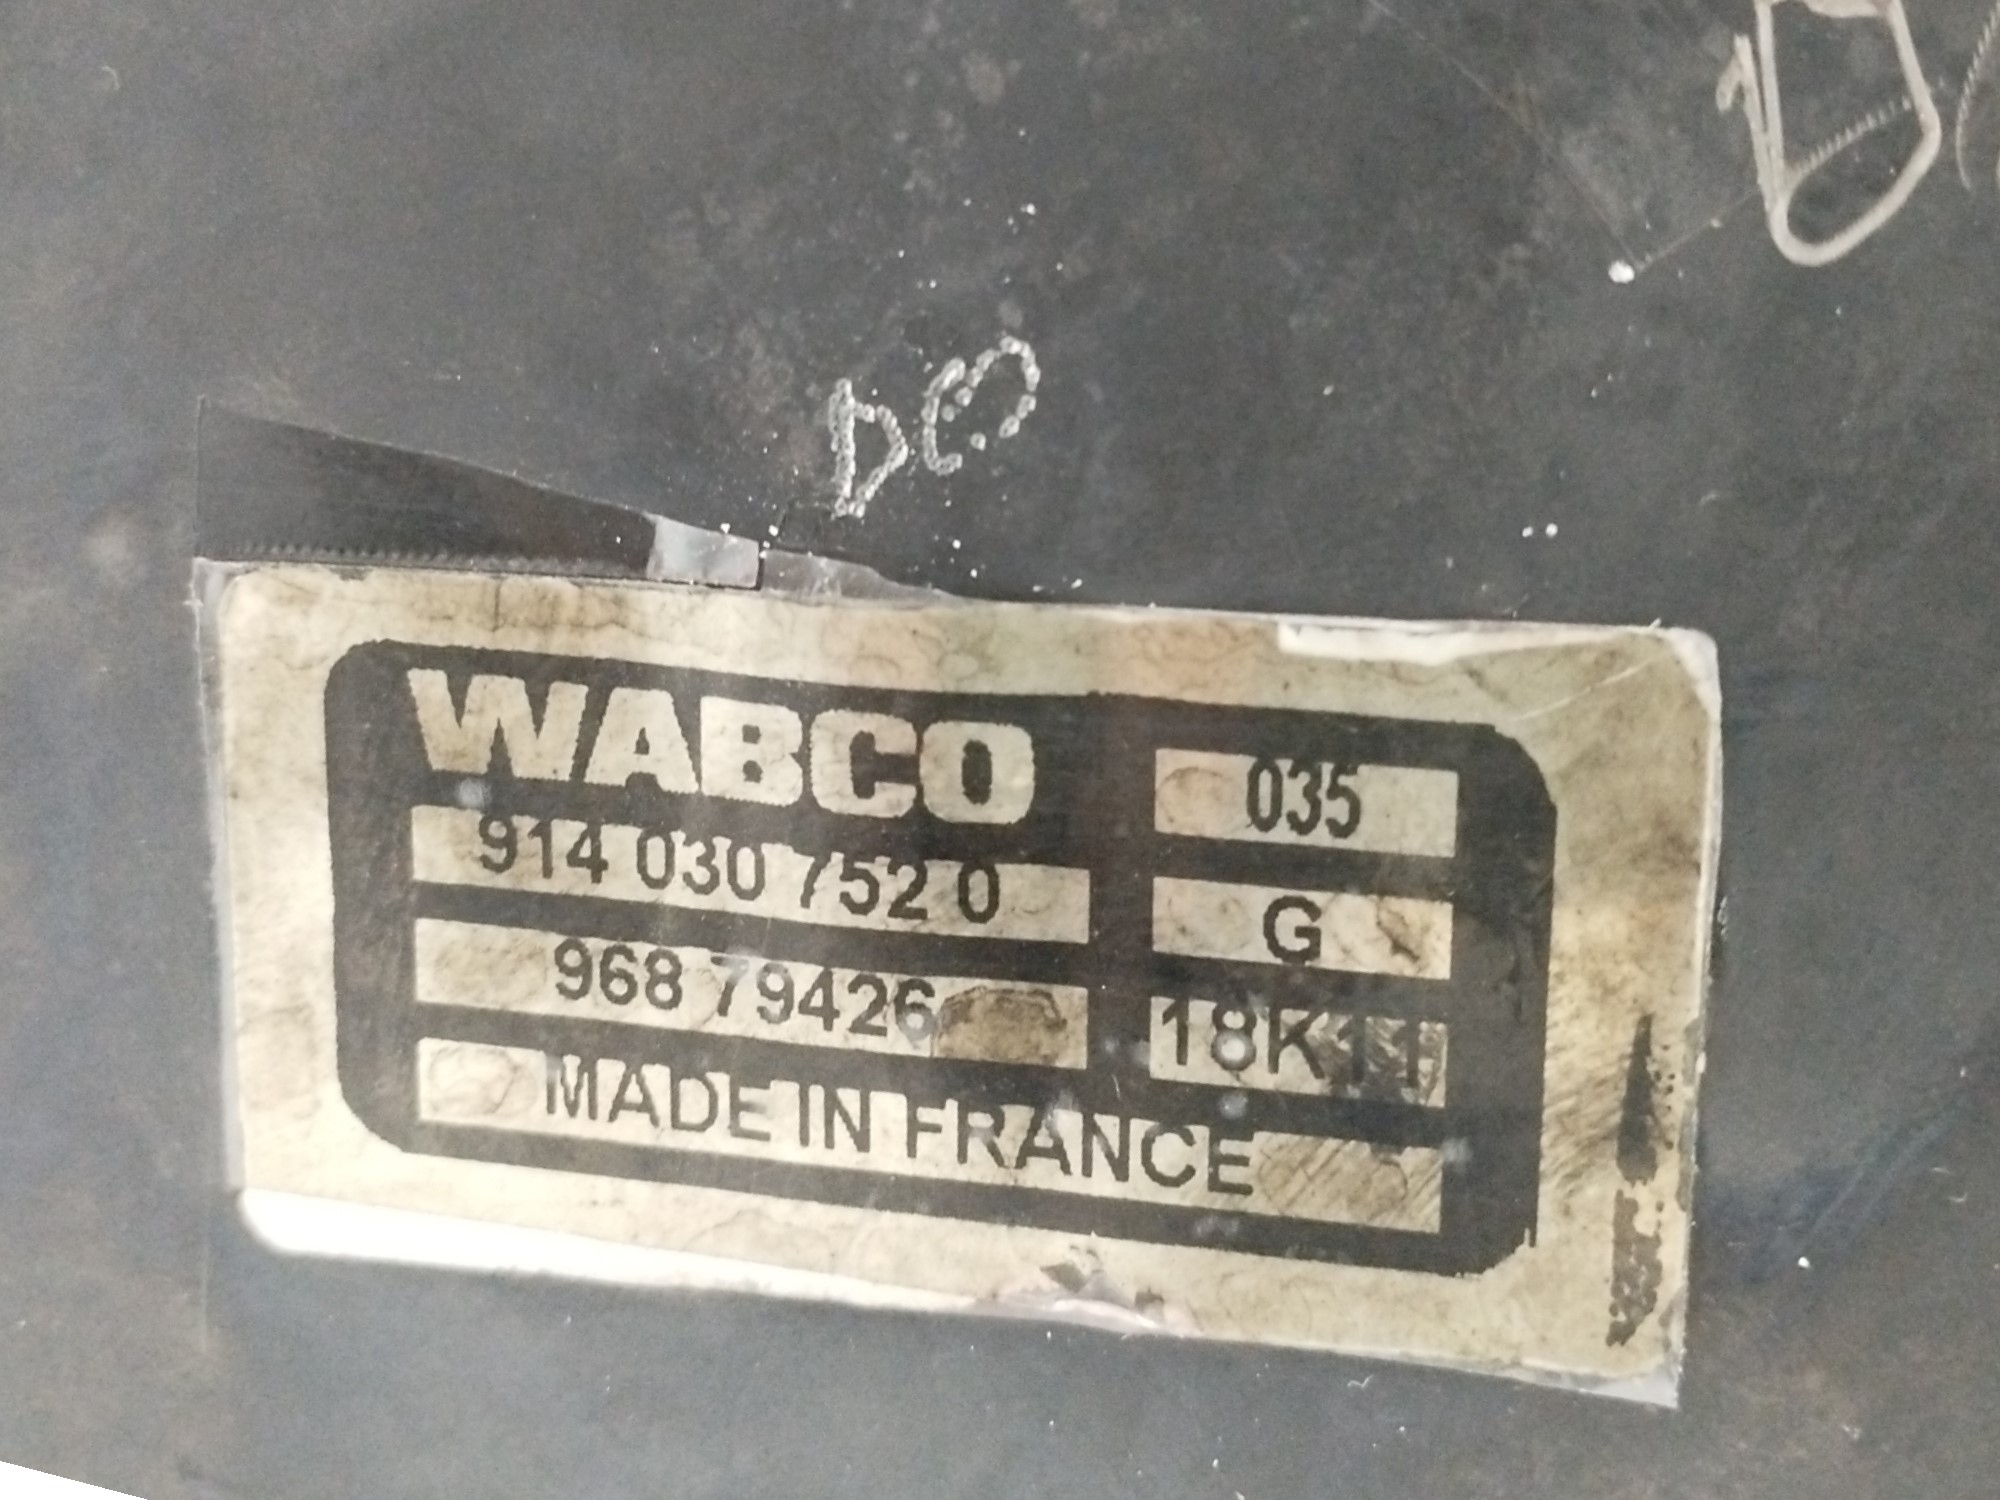 WABCO
035
914 030 752 0
G
968 79426
18K11
MADE IN FRANCE